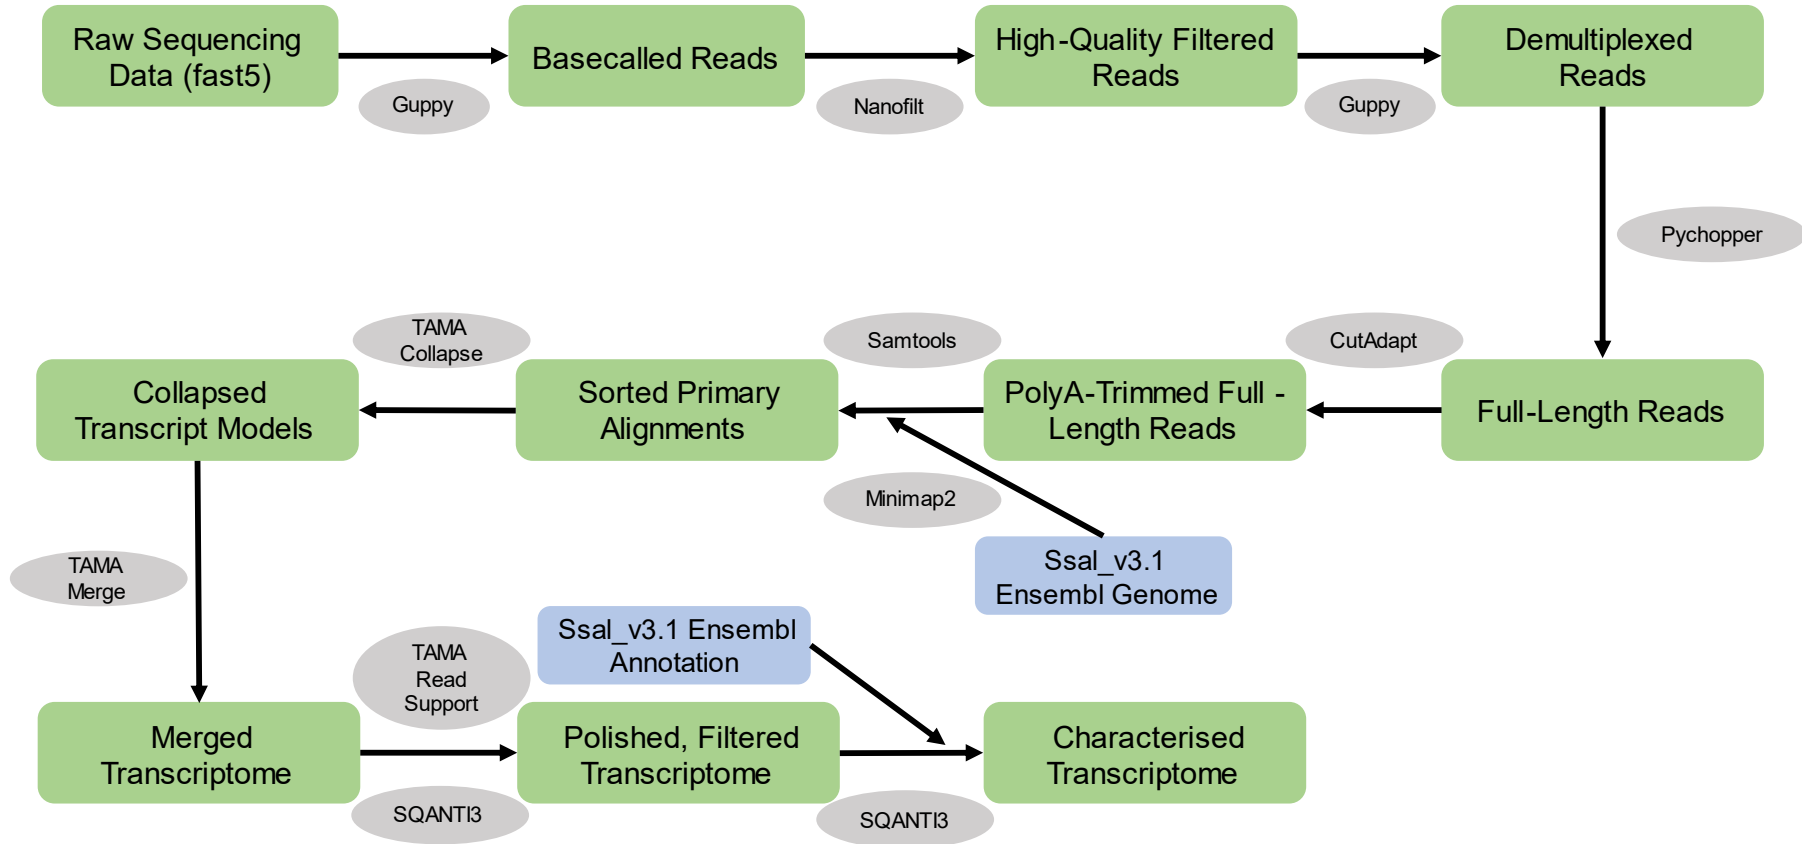 Raw Sequencing
Data (fast5)
Guppy
Basecalled Reads
Nanofilt
High-Quality Filtered
Reads
Guppy
Demultiplexed
Reads
Pychopper
Full-Length Reads
CutAdapt
PolyA-Trimmed Full -
Length Reads
Samtools
Minimap2
Ssal_v3.1
Ensembl Genome
Sorted Primary
Alignments
TAMA
Collapse
Collapsed
Transcript Models
TAMA
Merge
Merged
Transcriptome
TAMA
Read
Support
SQANTI3
Polished, Filtered
Transcriptome
Ssal_v3.1 Ensembl
Annotation
SQANTI3
Characterised
Transcriptome